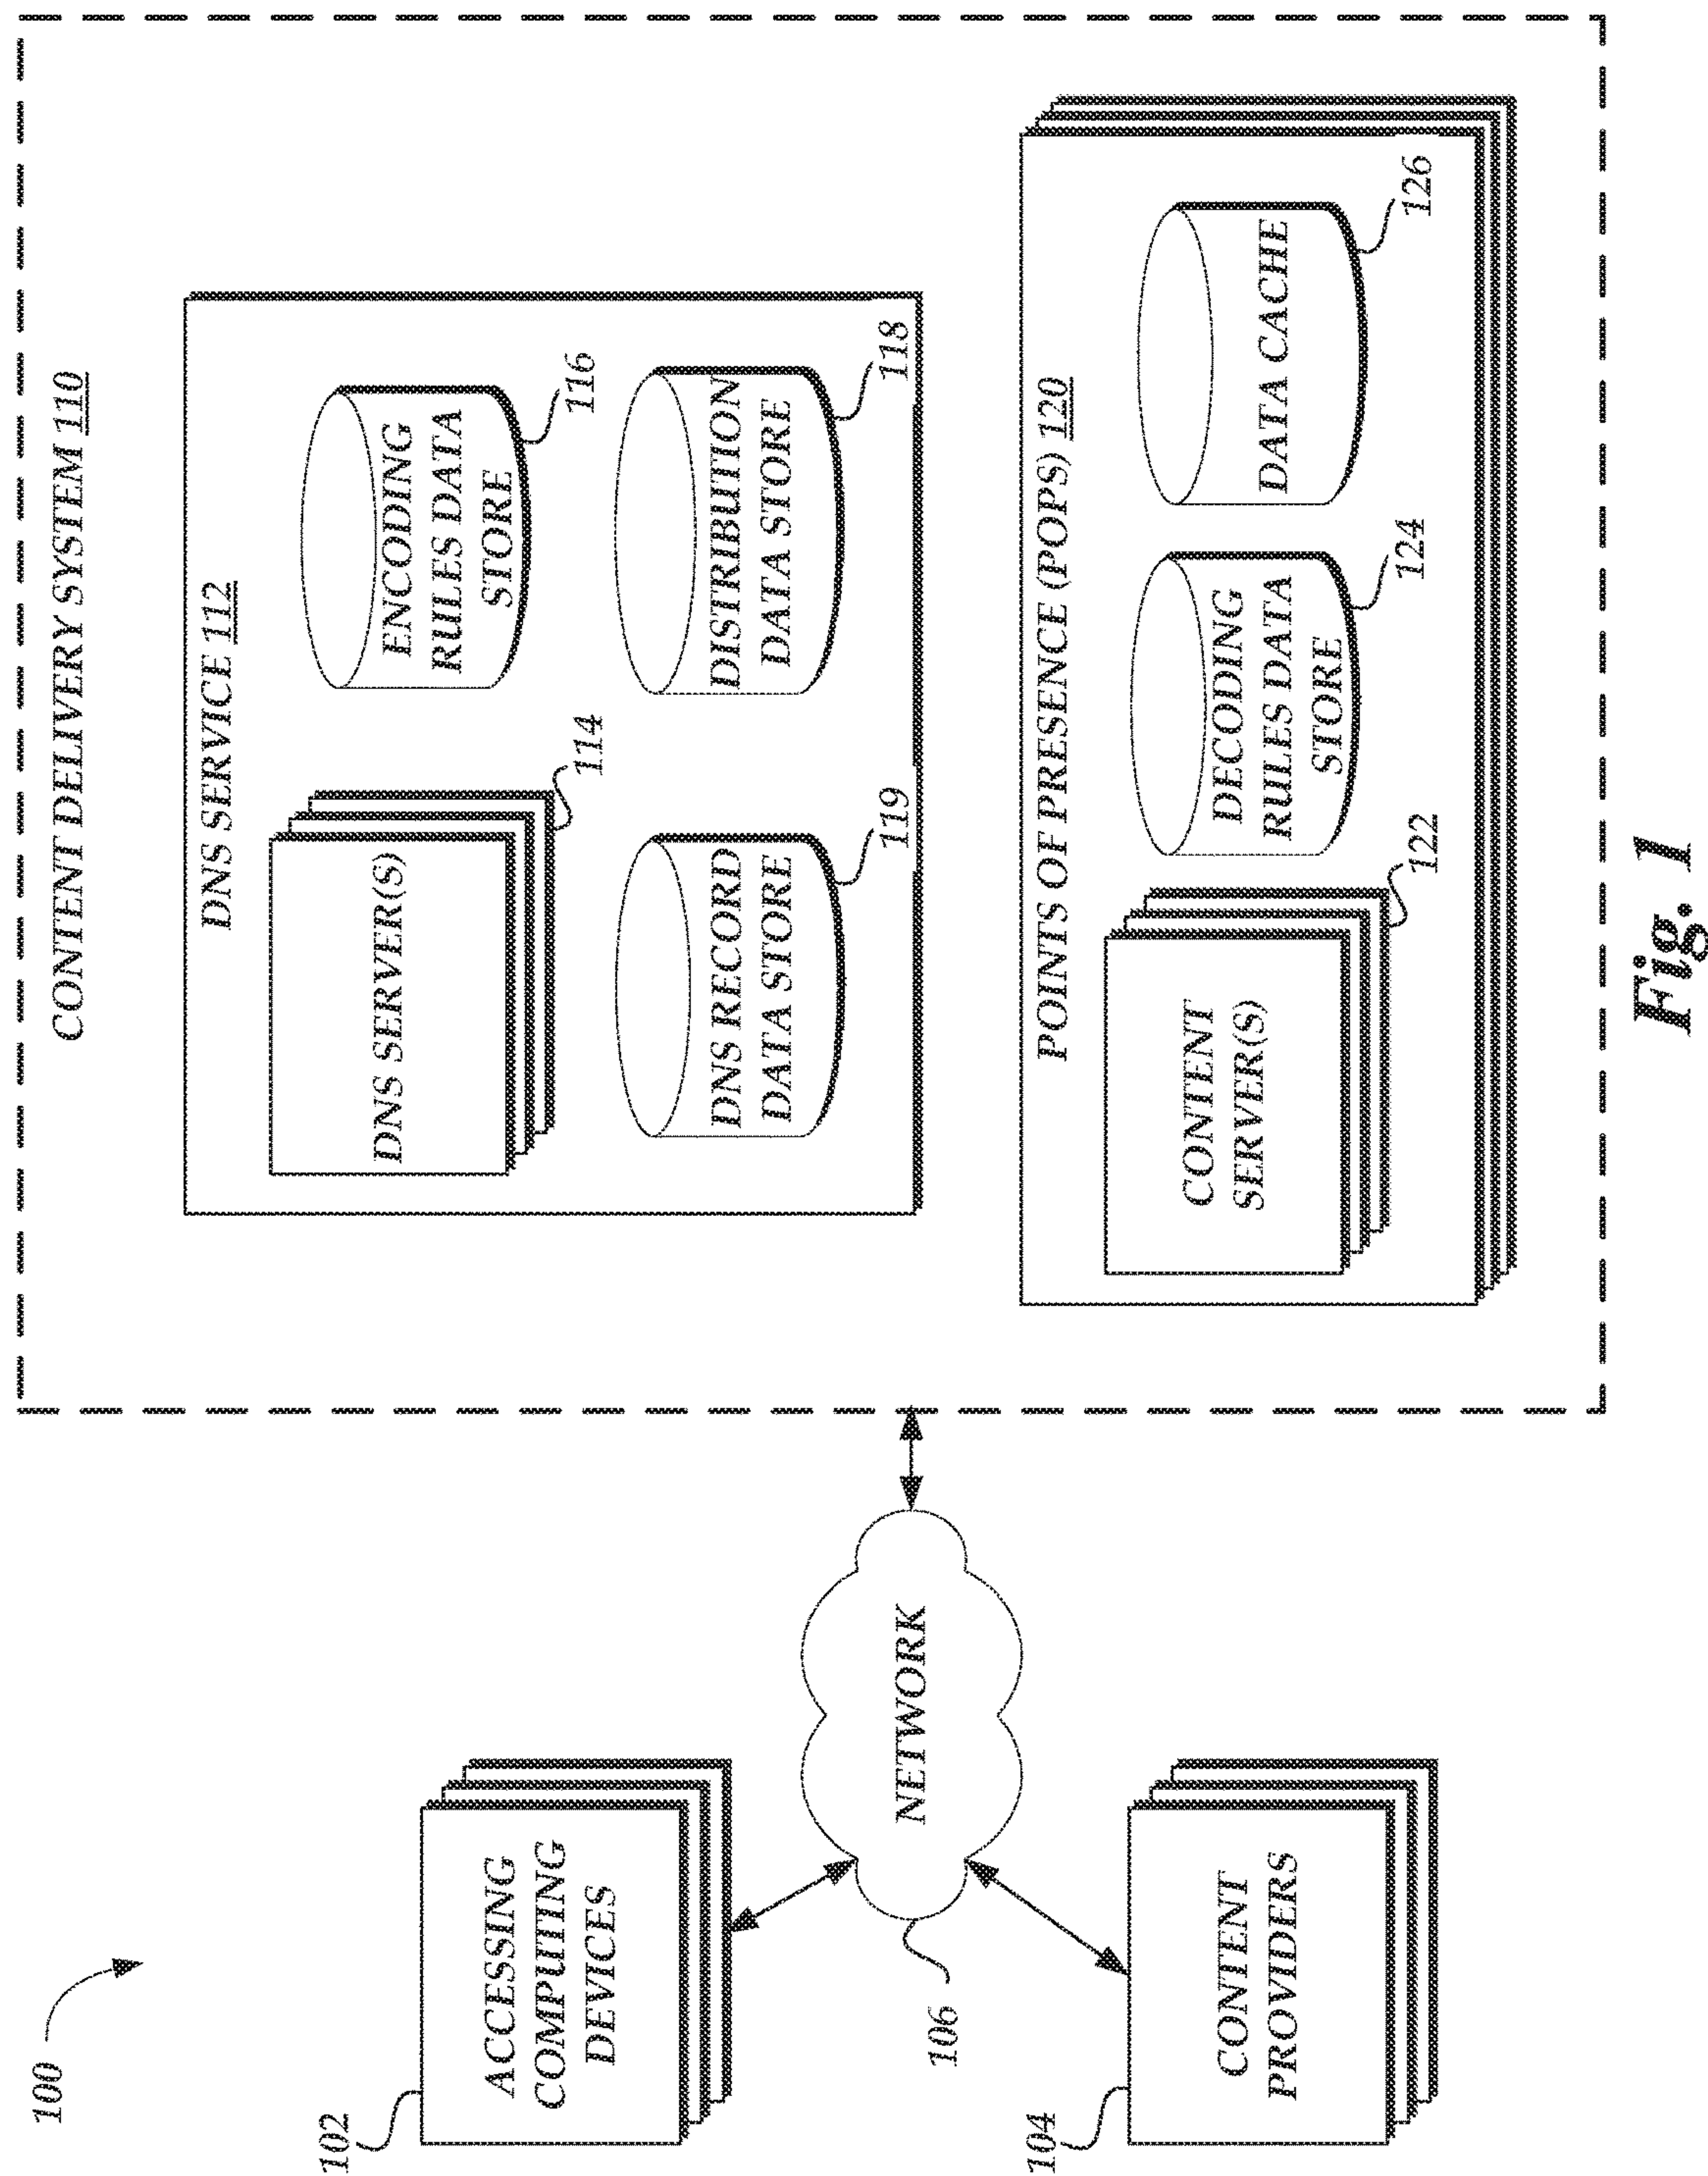 100
102
ACCESSING
COMPUTING
DEVICES
104
CONTENT
PROVIDERS
NETWORK
106
CONTENT DELIVERY SYSTEM 110
DNS SERVICE 112
DNS SERVER(S)
114
ENCODING
RULES DATA
STORE
116
DNS RECORD
DATA STORE
119
DISTRIBUTION
DATA STORE
118
POINTS OF PRESENCE (POPS) 120
CONTENT
SERVER(S)
122
DECODING
RULES DATA
STORE
124
DATA CACHE
126
Fig. 1